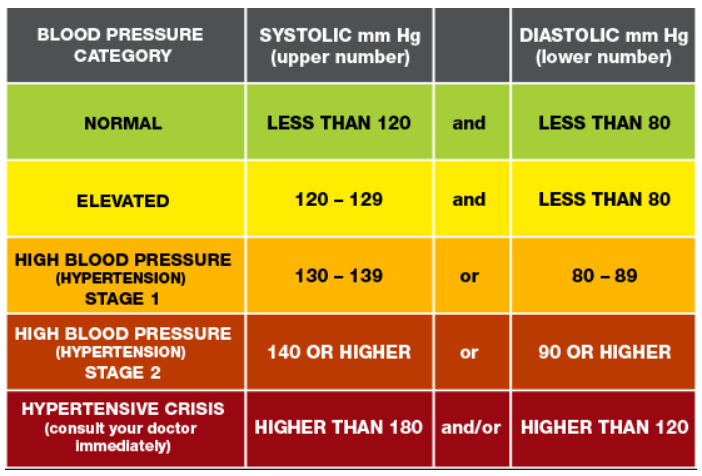 BLOOD PRESSURE
CATEGORY
SYSTOLIC mm Hg
(upper number)
DIASTOLIC mm Hg
(lower number)
NORMAL
LESS THAN 120
and
LESS THAN 80
ELEVATED
120 – 129
and
LESS THAN 80
HIGH BLOOD PRESSURE
(HYPERTENSION)
STAGE 1
130 – 139
or
80 – 89
HIGH BLOOD PRESSURE
(HYPERTENSION)
STAGE 2
140 OR HIGHER
or
90 OR HIGHER
HYPERTENSIVE CRISIS
(consult your doctor
immediately)
HIGHER THAN 180
and/or
HIGHER THAN 120